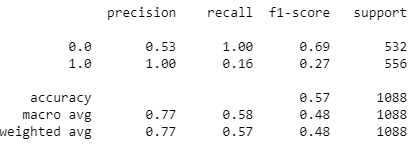 precision recall f1-score support
0.0 0.53 1.00 0.69 532
1.0 1.00 0.16 0.27 556
accuracy 0.57 1088
macro avg 0.77 0.58 0.48 1088
weighted avg 0.77 0.57 0.48 1088